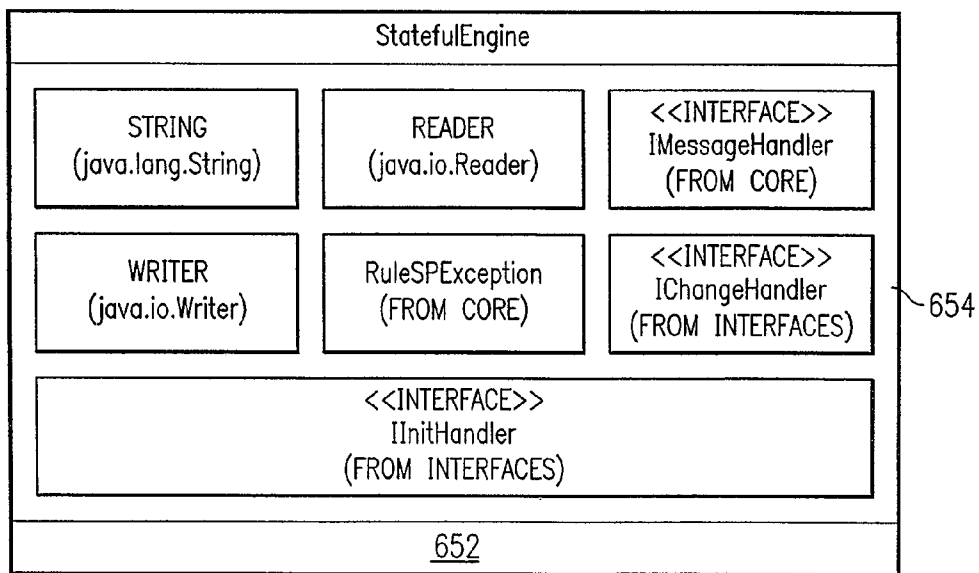 StatefulEngine
STRING
(java.lang.String)
READER
(java.io.Reader)
<<INTERFACE>>
IMessageHandler
(FROM CORE)
WRITER
(java.io.Writer)
RuleSPException
(FROM CORE)
<<INTERFACE>>
IChangeHandler
(FROM INTERFACES)
654
<<INTERFACE>>
IInitHandler
(FROM INTERFACES)
652